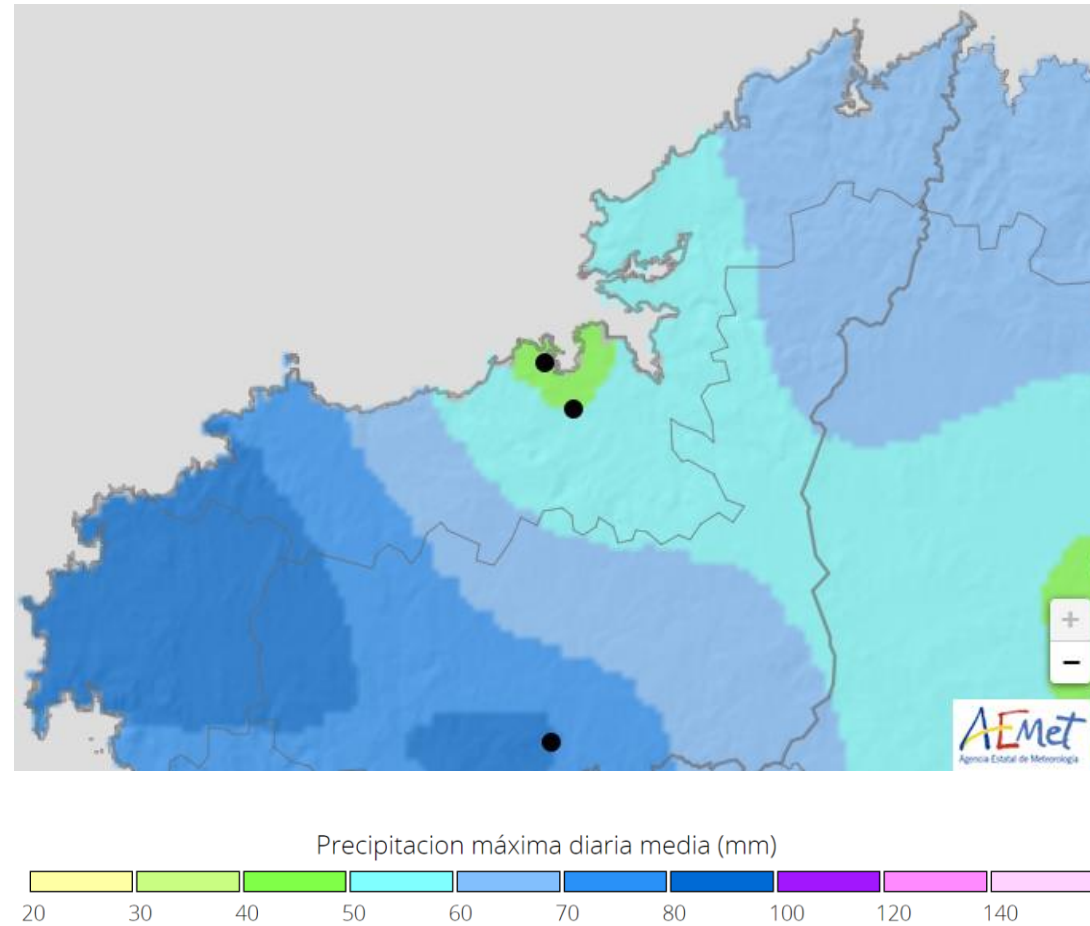 +
−
AEMet
Agencia Estatal de Meteorología
Precipitacion máxima diaria media (mm)
20 30 40 50 60 70 80 100 120 140